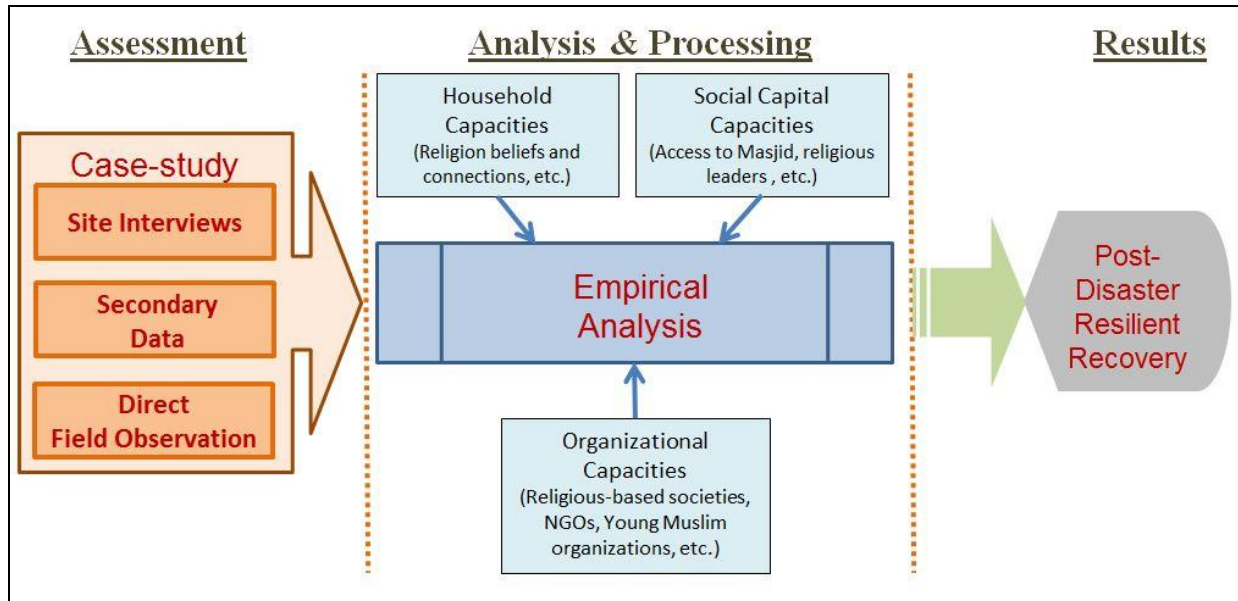 Assessment
Analysis & Processing
Results
Case-study
Site Interviews
Secondary
Data
Direct
Field Observation
Household
Capacities
(Religion beliefs and
connections, etc.)
Social Capital
Capacities
(Access to Masjid, religious
leaders , etc.)
Empirical
Analysis
Organizational
Capacities
(Religious-based societies,
NGOs, Young Muslim
organizations, etc.)
Post-
Disaster
Resilient
Recovery